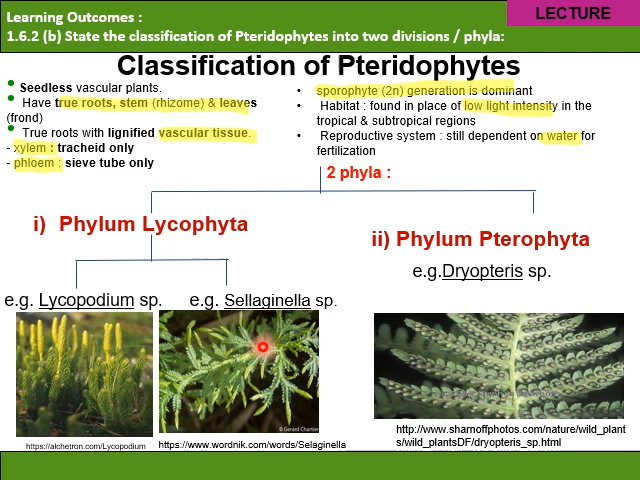 Learning Outcomes :
1.6.2 (b) State the classification of Pteridophytes into two divisions / phyla:
LECTURE
Classification of Pteridophytes
• Seedless vascular plants.
• Have true roots, stem (rhizome) & leaves
(frond)
• True roots with lignified vascular tissue.
- xylem : tracheid only
- phloem : sieve tube only
• sporophyte (2n) generation is dominant
• Habitat : found in place of low light intensity in the
tropical & subtropical regions
• Reproductive system : still dependent on water for
fertilization
2 phyla :
i) Phylum Lycophyta
ii) Phylum Pterophyta
e.g.Dryopteris sp.
e.g. Lycopodium sp.
e.g. Sellaginella sp.
© Gerard Chartier
https://alchetron.com/Lycopodium
https://www.wordnik.com/words/Selaginella
http://www.sharnoffphotos.com/nature/wild_plant
s/wild_plantsDF/dryopteris_sp.html